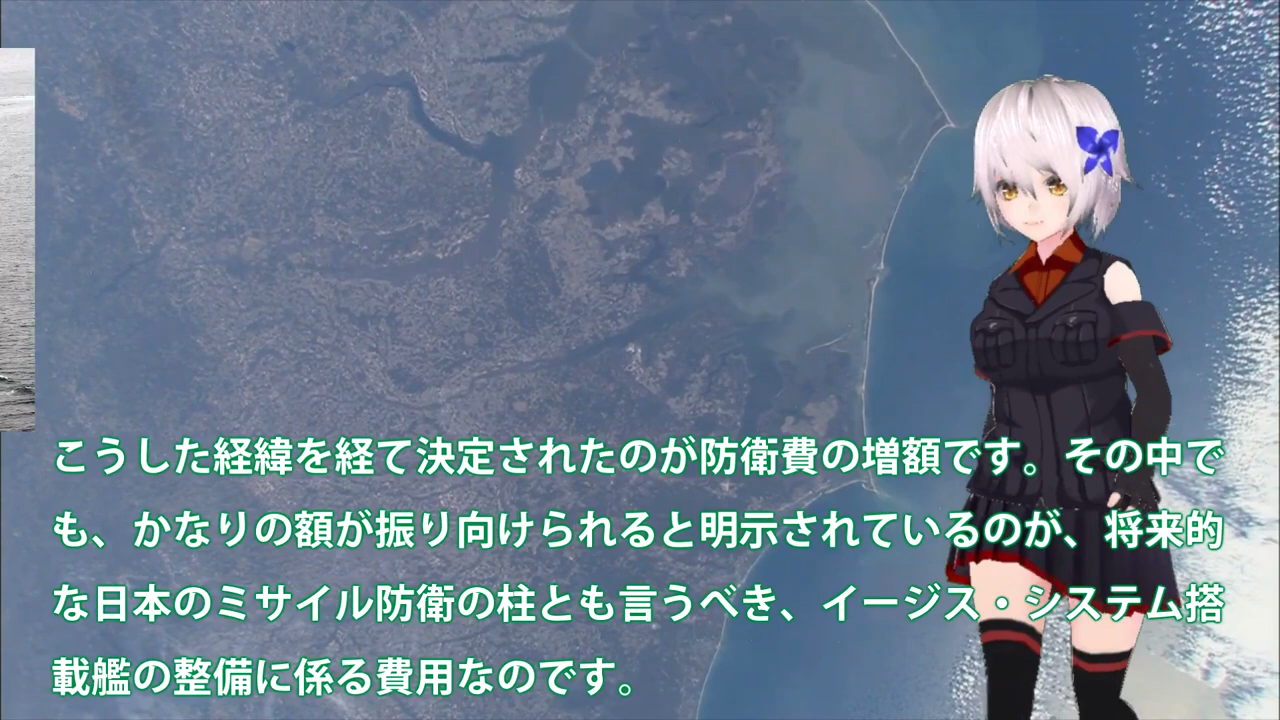 こうした経緯を経て決定されたのが防衛費の増額です。その中で
も、かなりの額が振り向けられると明示されているのが、将来的
な日本のミサイル防衛の柱とも言うべき、イージス・システム搭
載艦の整備に係る費用なのです。